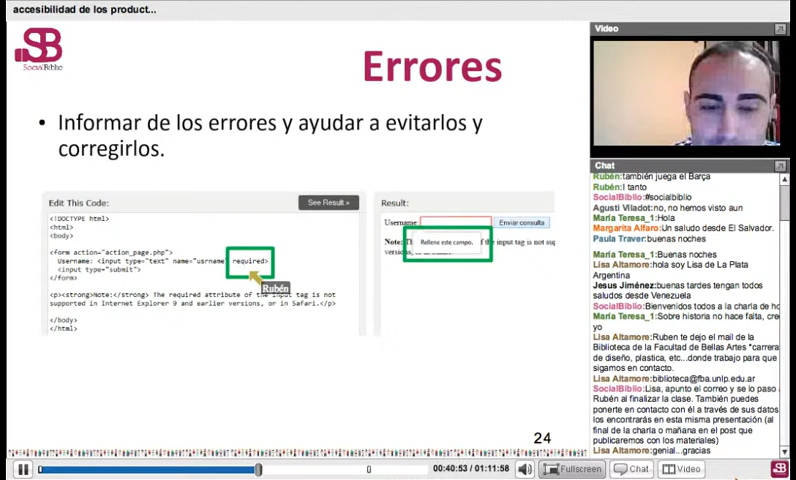 accesibilidad de los product...
SB
SocialBiblio
Errores
• Informar de los errores y ayudar a evitarlos y
corregirlos.
Edit This Code:
See Result »
<!DOCTYPE html>
<html>
<body>
<form action="action_page.php">
Username: <input type="text" name="usrname" required>
<input type="submit">
</form>
<p><strong>Note:</strong> The required attribute of the input tag is not
supported in Internet Explorer 9 and earlier versions, or in Safari.</p>
</body>
</html>
Rubén
Result:
Username
Enviar consulta
Rellene este campo.
Note: Th
f the input tag is not sup
24
Video
Chat
Rubén:también juega el Barça
Rubén:l tanto
SocialBiblio:#socialbiblio
Agusti Viladot:no, no hemos visto aun
María Teresa_1:Hola
Margarita Alfaro:Un saludo desde El Salvador.
Paula Traver:buenas noches
María Teresa_1:Buenas noches
Lisa Altamore:hola soy Lisa de La Plata
Argentina
Jesus Jiménez:buenas tardes tengan todos
saludos desde Venezuela
SocialBiblio:Bienvenidos todos a la charla de ho
María Teresa_1:Sobre historia no hace falta, cre
yo
Lisa Altamore:Ruben te dejo el mail de la
Biblioteca de la Facultad de Bellas Artes "carrera
de diseño, plastica, etc...donde trabajo para que
sigamos en contacto.
Lisa Altamore:biblioteca@fba.unlp.edu.ar
SocialBiblio:Lisa, apunto el correo y se lo paso
Rubén al finalizar la clase. También puedes
ponerte en contacto con él a través de sus datos
los encontrarás en esta misma presentación (al
final de la charla o mañana en el post que
publicaremos con los materiales)
Lisa Altamore:genial...gracias
00:40:53 / 01:11:58
Fullscreen
Chat
Video
SB